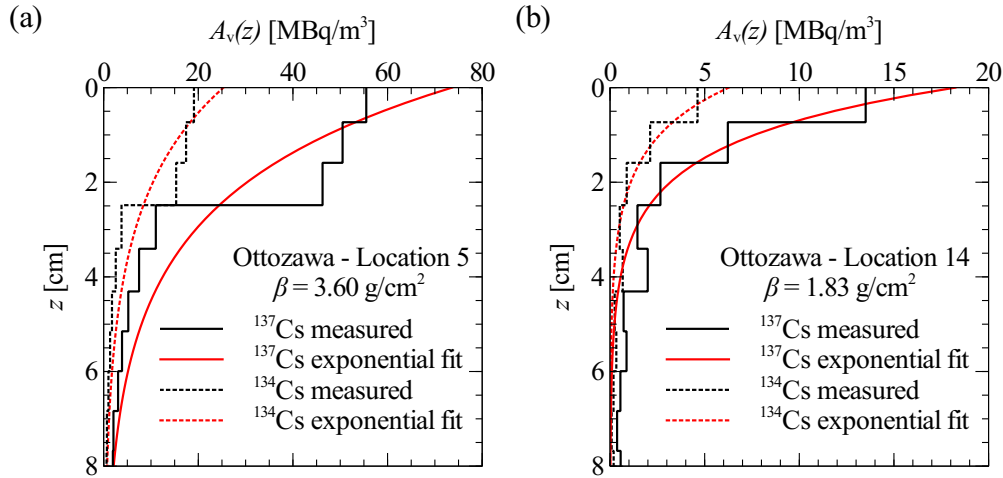 (a)
A_v(z) [MBq/m³]
0 20 40 60 80
0
2
4
6
8
z [cm]
Ottozawa - Location 5
β = 3.60 g/cm²
¹³⁷Cs measured
¹³⁷Cs exponential fit
¹³⁴Cs measured
¹³⁴Cs exponential fit
(b)
A_v(z) [MBq/m³]
0 5 10 15 20
0
2
4
6
8
z [cm]
Ottozawa - Location 14
β = 1.83 g/cm²
¹³⁷Cs measured
¹³⁷Cs exponential fit
¹³⁴Cs measured
¹³⁴Cs exponential fit